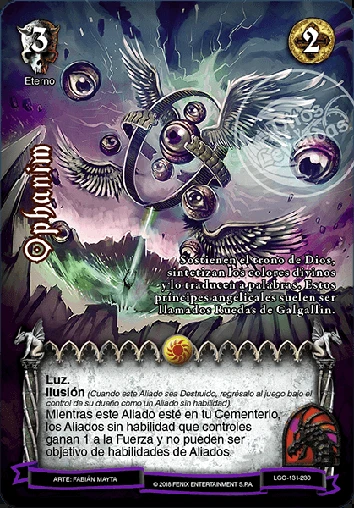 3
Eterno
2
Ophanim
Sostienen el trono de Dios,
sintetizan los colores divinos
y lo traducen a palabras. Estos
príncipes angelicales suelen ser
llamados Ruedas de Galgallin.
Luz.
Ilusión (Cuando este Aliado sea Destruido, regrésalo al juego bajo el
control de su dueño como un Aliado sin habilidad).
Mientras este Aliado esté en tu Cementerio,
los Aliados sin habilidad que controles
ganan 1 a la Fuerza y no pueden ser
objetivo de habilidades de Aliados.
ARTE: FABIÁN MAYTA
© 2018 FENIX ENTERTAINMENT S.P.A.